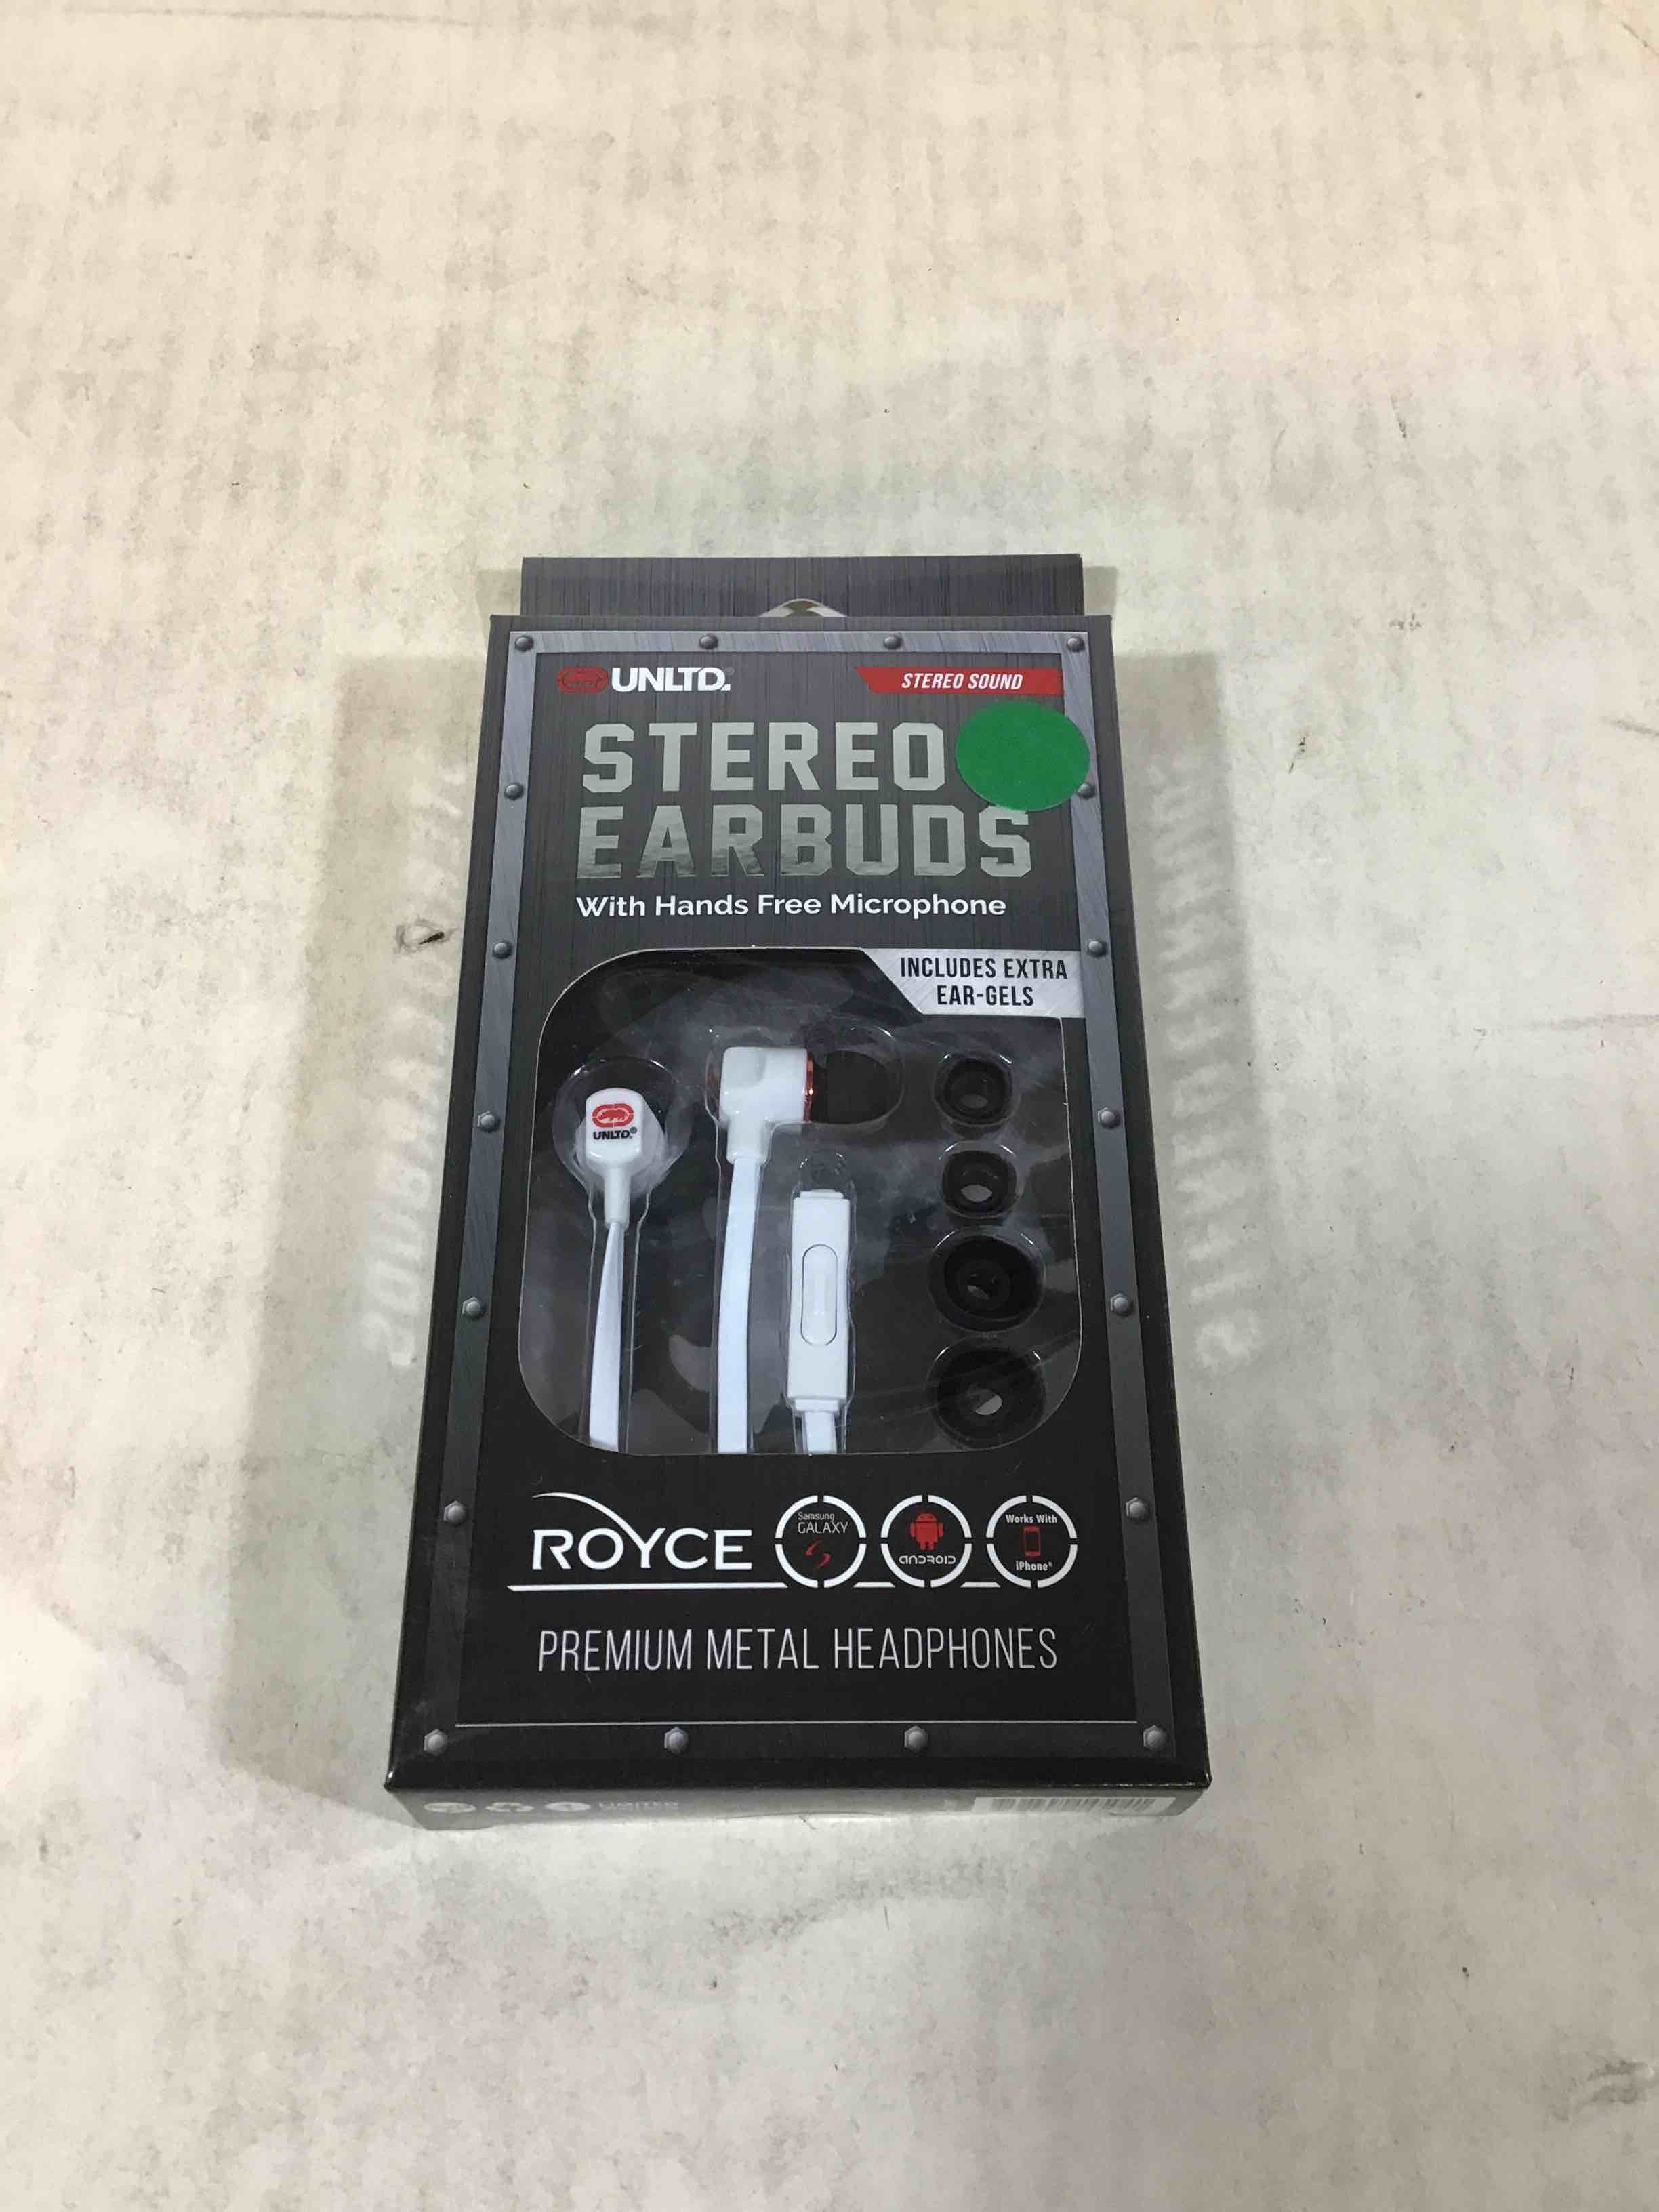 UNLTD.®
STEREO SOUND
STEREO
EARBUDS
With Hands Free Microphone
INCLUDES EXTRA
EAR-GELS
UNLTD.®
ROYCE
Samsung
GALAXY
S
ANDROID
Works With
iPhone®
PREMIUM METAL HEADPHONES